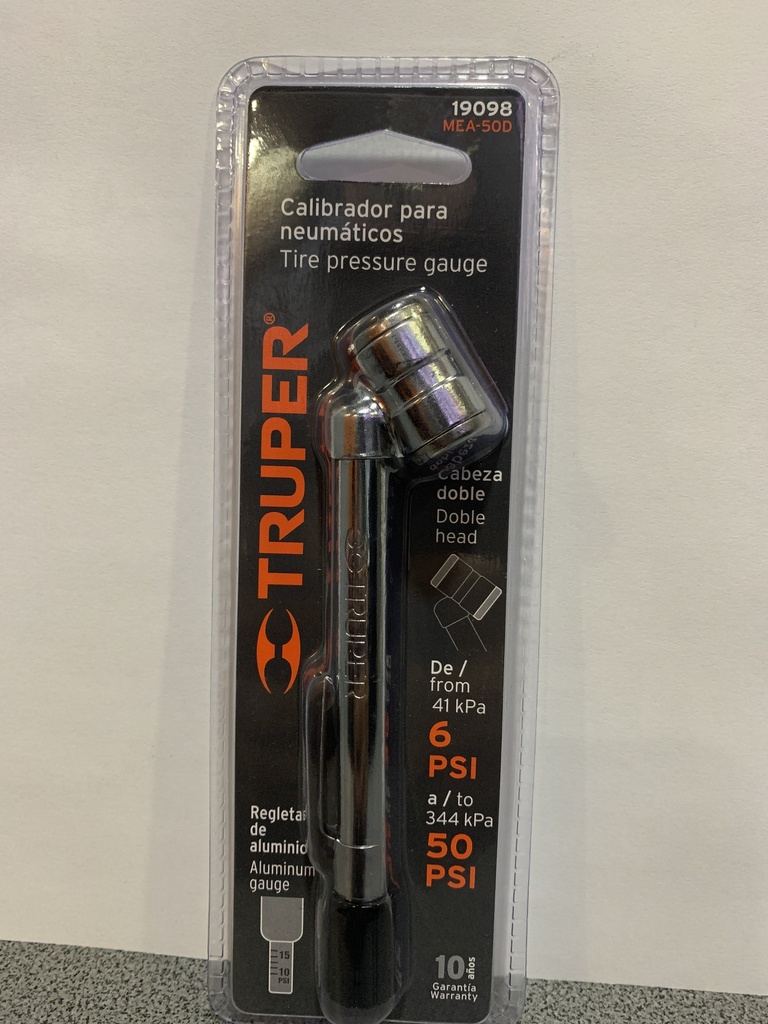 19098
MEA-50D
Calibrador para
neumáticos
Tire pressure gauge
TRUPER®
TRUPER
Cabeza
doble
Doble
head
De /
from
41 kPa
6
PSI
a / to
344 kPa
50
PSI
Regleta
de
aluminio
Aluminum
gauge
15
10
PSI
10 años
Garantía
Warranty